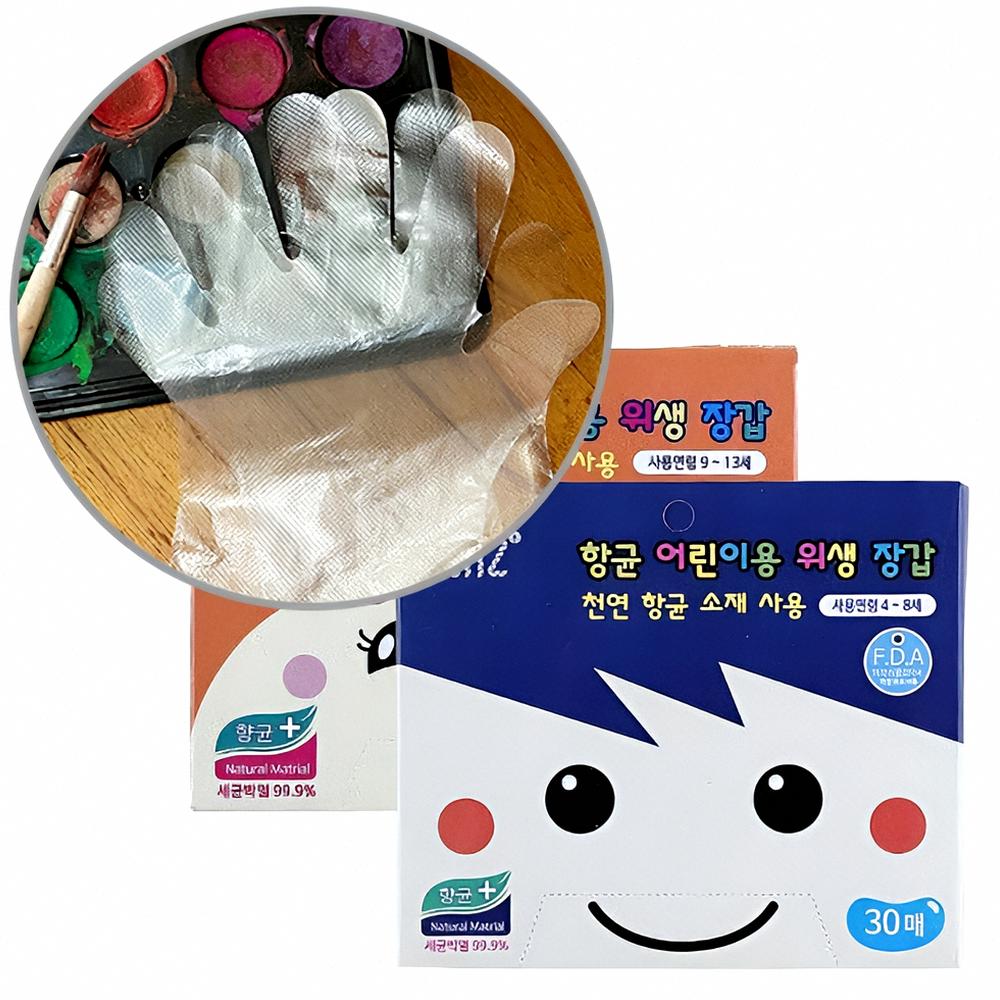 위생 장갑
사용
사용연령 9 ~ 13세
항균 어린이용 위생 장갑
천연 항균 소재 사용
사용연령 4 ~ 8세
F.D.A
항균 +
Natural Matrial
세균박멸 99.9%
항균 +
Natural Matrial
세균박멸 99.9%
30매